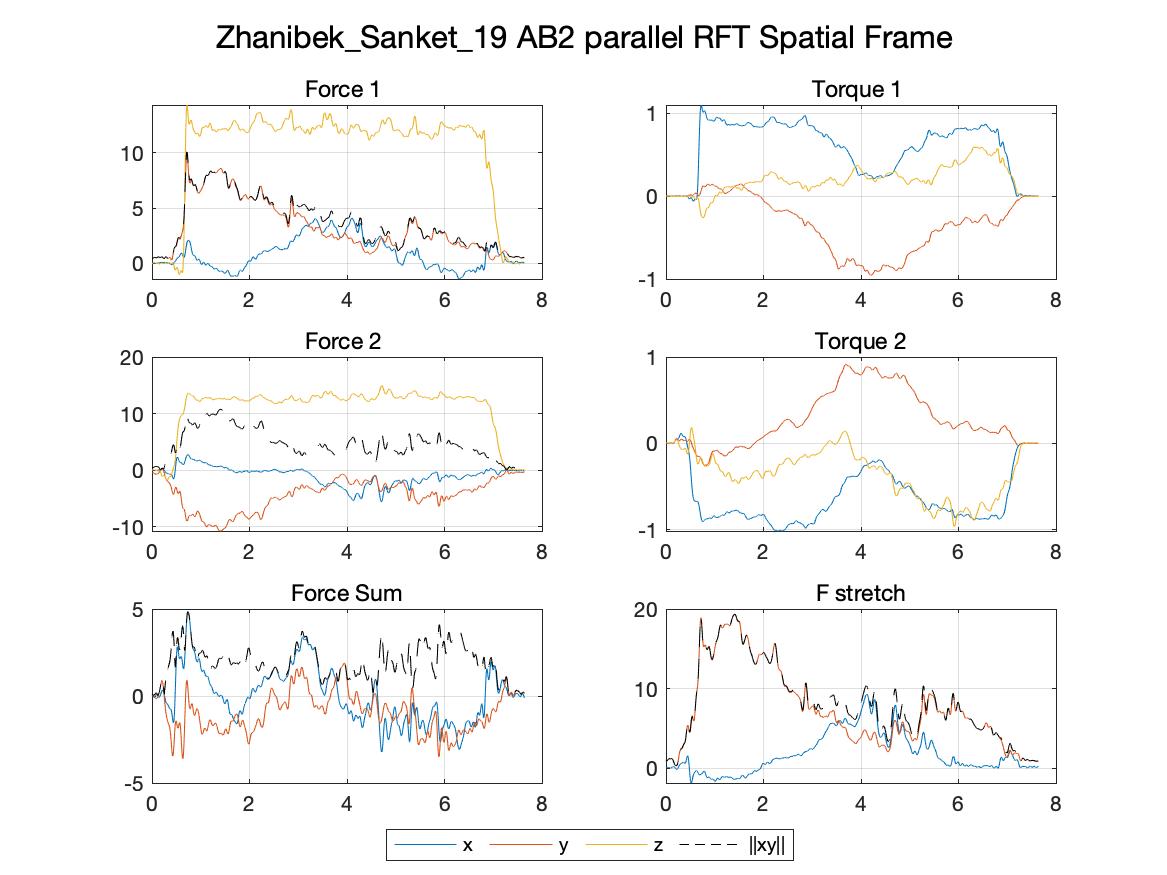 Zhanibek_Sanket_19 AB2 parallel RFT Spatial Frame
Force 1
10
5
0
0 2 4 6 8
Torque 1
1
0
-1
0 2 4 6 8
Force 2
20
10
0
-10
0 2 4 6 8
Torque 2
1
0
-1
0 2 4 6 8
Force Sum
5
0
-5
0 2 4 6 8
F stretch
20
10
0
0 2 4 6 8
x y z ||xy||